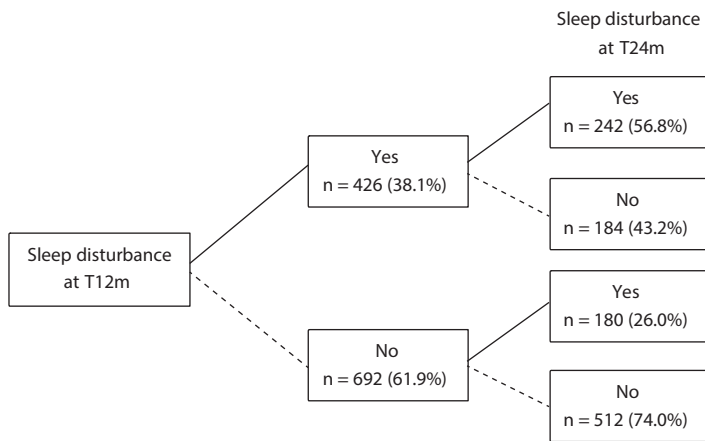 Sleep disturbance
at T24m
Yes
n = 242 (56.8%)
Yes
n = 426 (38.1%)
No
n = 184 (43.2%)
Sleep disturbance
at T12m
Yes
n = 180 (26.0%)
No
n = 692 (61.9%)
No
n = 512 (74.0%)